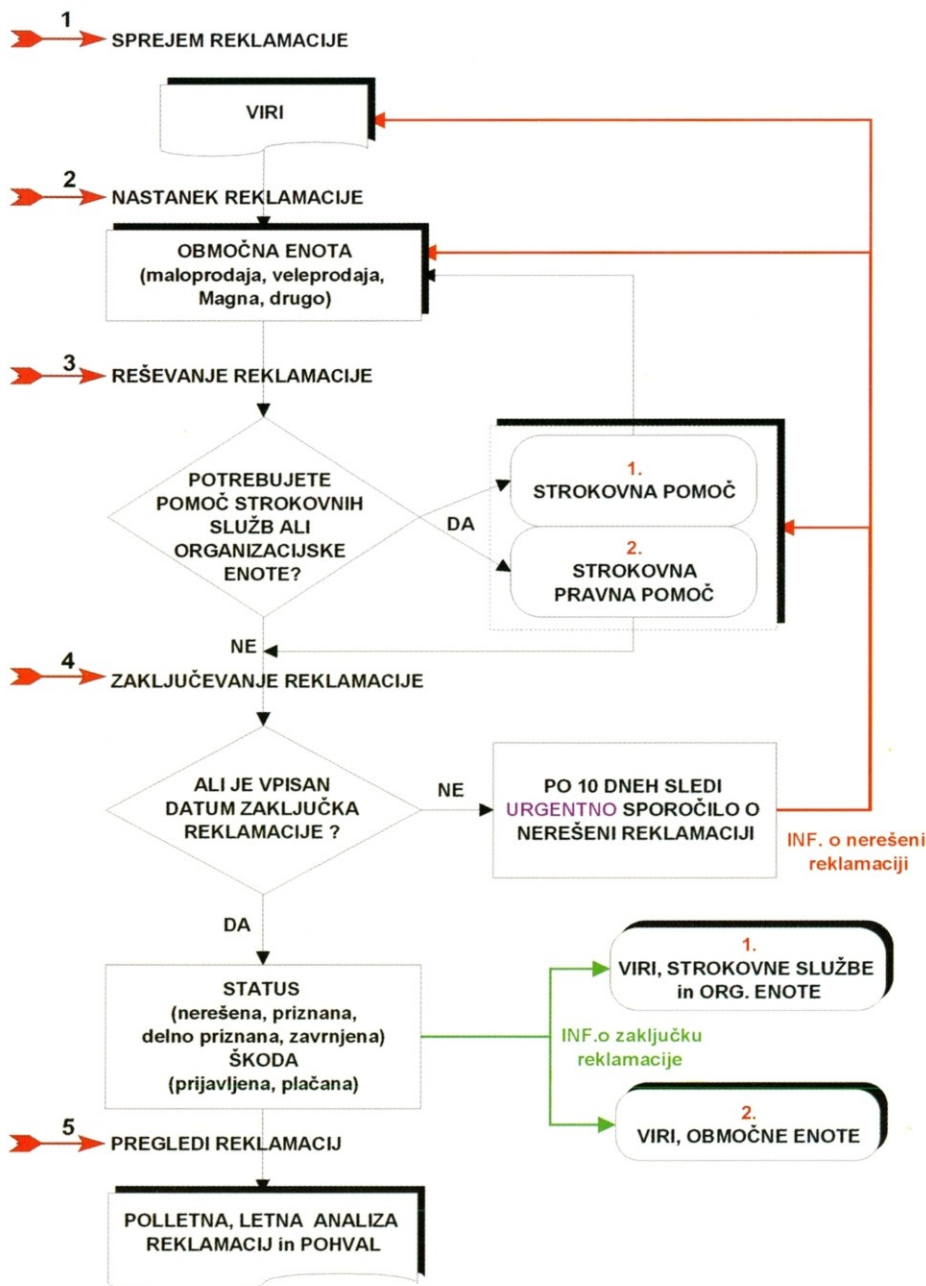 1
SPREJEM REKLAMACIJE
VIRI
2
NASTANEK REKLAMACIJE
OBMOČNA ENOTA
(maloprodaja, veleprodaja,
Magna, drugo)
3
REŠEVANJE REKLAMACIJE
POTREBUJETE
POMOČ STROKOVNIH
SLUŽB ALI
ORGANIZACIJSKE
ENOTE?
DA
1.
STROKOVNA POMOČ
2.
STROKOVNA
PRAVNA POMOČ
NE
4
ZAKLJUČEVANJE REKLAMACIJE
ALI JE VPISAN
DATUM ZAKLJUČKA
REKLAMACIJE ?
NE
PO 10 DNEH SLEDI
URGENTNO SPOROČILO O
NEREŠENI REKLAMACIJI
INF. o nerešeni
reklamaciji
DA
STATUS
(nerešena, priznana,
delno priznana, zavrnjena)
ŠKODA
(prijavljena, plačana)
INF.o zaključku
reklamacije
1.
VIRI, STROKOVNE SLUŽBE
in ORG. ENOTE
2.
VIRI, OBMOČNE ENOTE
5
PREGLEDI REKLAMACIJ
POLLETNA, LETNA ANALIZA
REKLAMACIJ in POHVAL